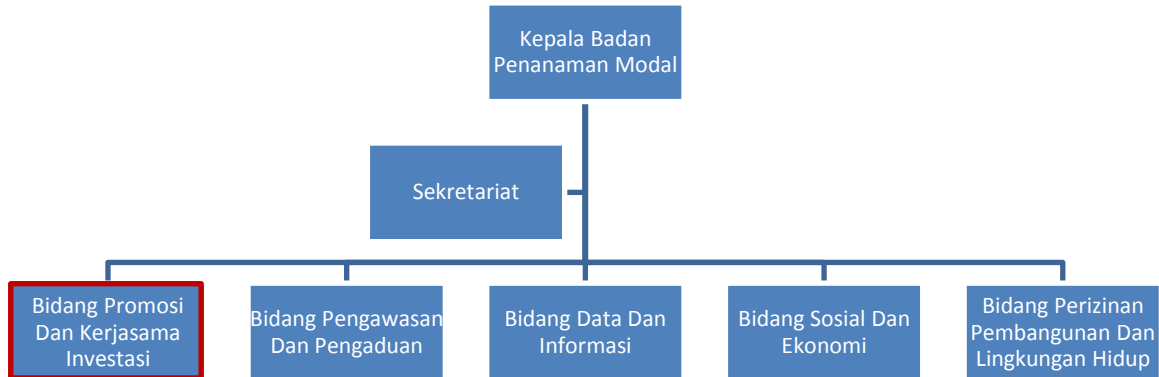 Kepala Badan
Penanaman Modal
Sekretariat
Bidang Promosi
Dan Kerjasama
Investasi
Bidang Pengawasan
Dan Pengaduan
Bidang Data Dan
Informasi
Bidang Sosial Dan
Ekonomi
Bidang Perizinan
Pembangunan Dan
Lingkungan Hidup